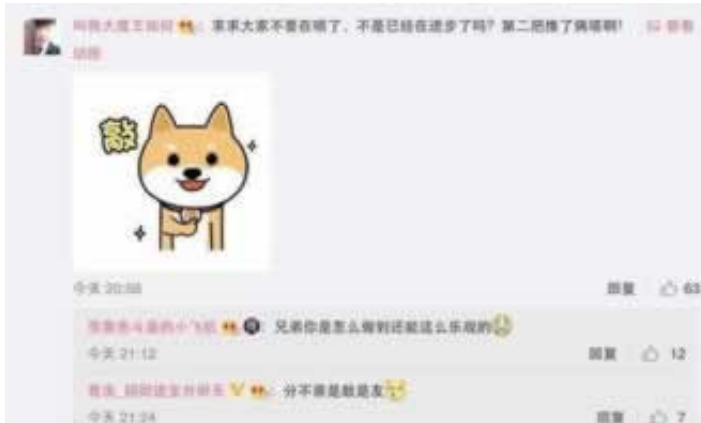 求求大家不要在喷了，不是已经在进步了吗？第二把推了俩塔啊！
敲
今天 20:58
回复 63
兄弟你是怎么做到还能这么乐观的
今天 21:12
回复 12
分不清是敌是友
今天 21:24
回复 7